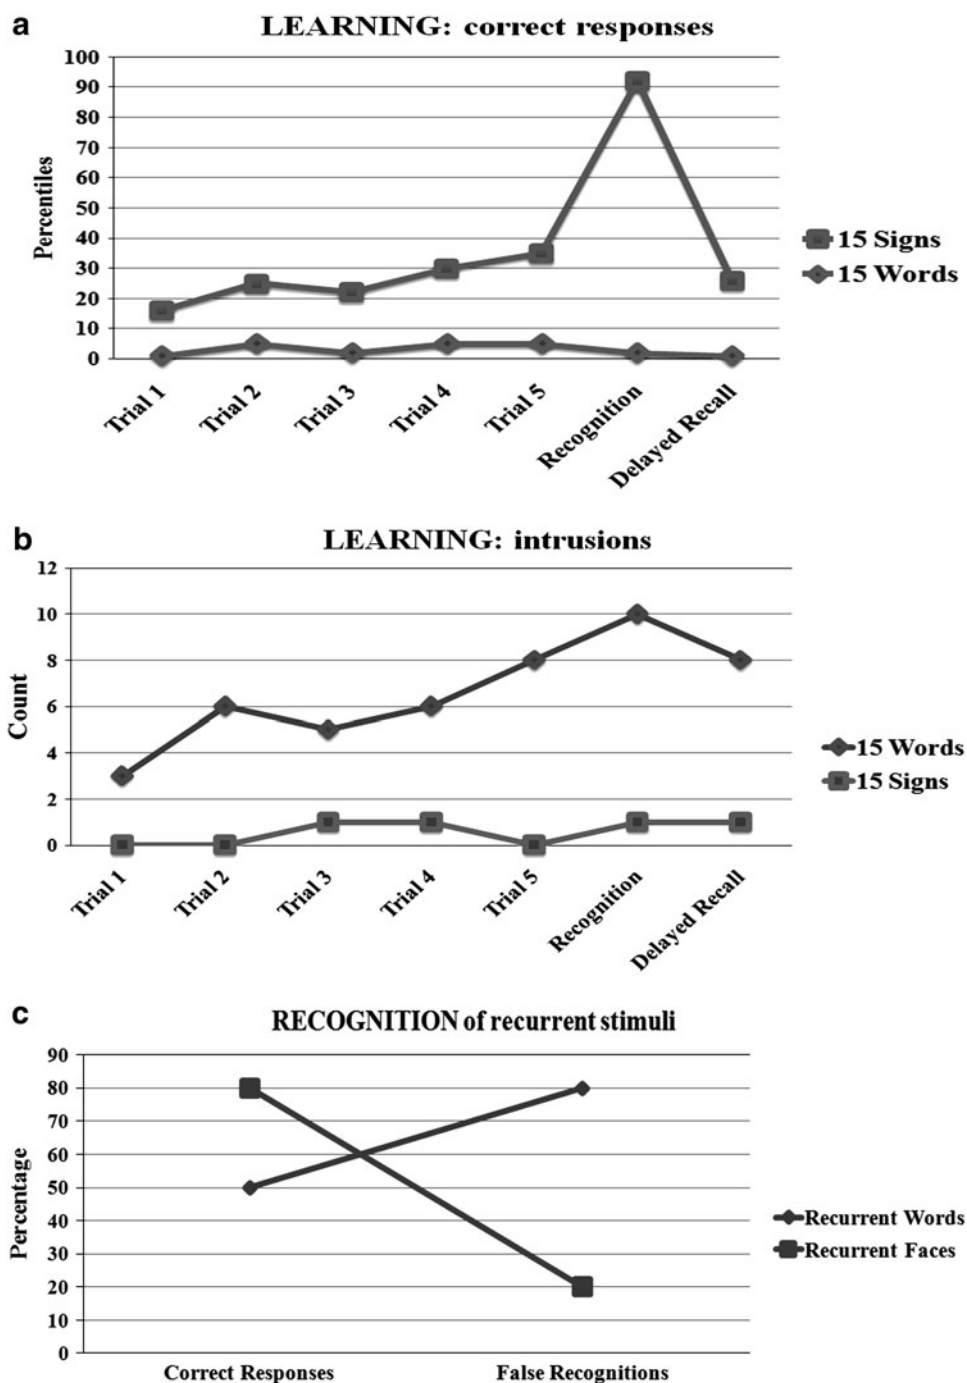 a
LEARNING: correct responses
100
90
80
70
60
50
40
30
20
10
0
Percentiles
15 Signs
15 Words
Trial 1
Trial 2
Trial 3
Trial 4
Trial 5
Recognition
Delayed Recall
b
LEARNING: intrusions
12
10
8
6
4
2
0
Count
15 Words
15 Signs
Trial 1
Trial 2
Trial 3
Trial 4
Trial 5
Recognition
Delayed Recall
c
RECOGNITION of recurrent stimuli
90
80
70
60
50
40
30
20
10
0
Percentage
Recurrent Words
Recurrent Faces
Correct Responses
False Recognitions